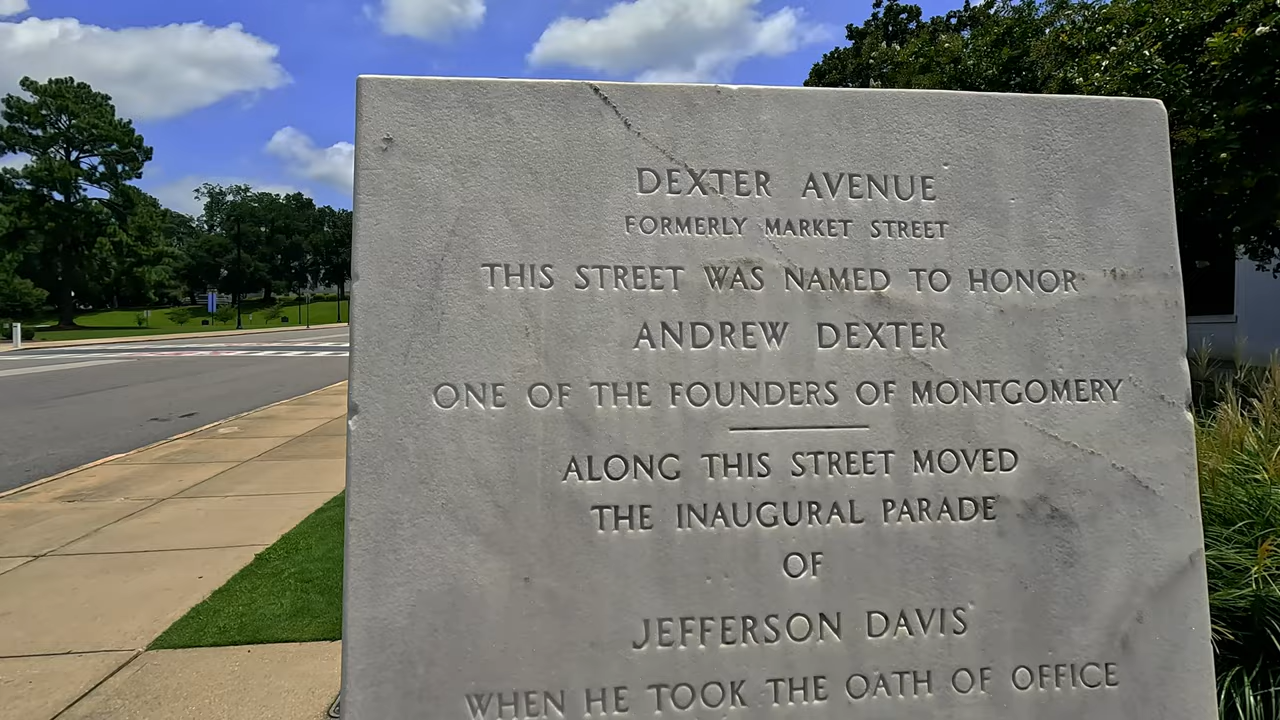 DEXTER AVENUE
FORMERLY MARKET STREET
THIS STREET WAS NAMED TO HONOR
ANDREW DEXTER
ONE OF THE FOUNDERS OF MONTGOMERY
ALONG THIS STREET MOVED
THE INAUGURAL PARADE
OF
JEFFERSON DAVIS
WHEN HE TOOK THE OATH OF OFFICE